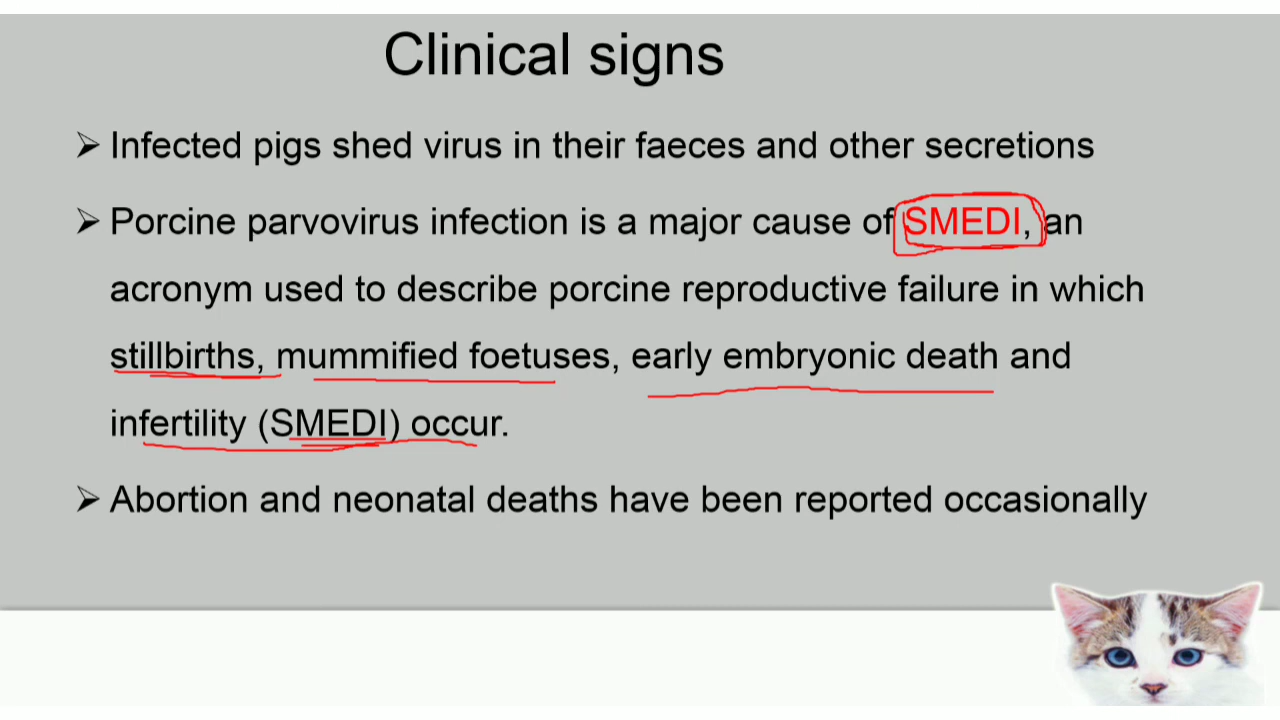 Clinical signs
Infected pigs shed virus in their faeces and other secretions
Porcine parvovirus infection is a major cause of SMEDI, an
acronym used to describe porcine reproductive failure in which
stillbirths, mummified foetuses, early embryonic death and
infertility (SMEDI) occur.
Abortion and neonatal deaths have been reported occasionally